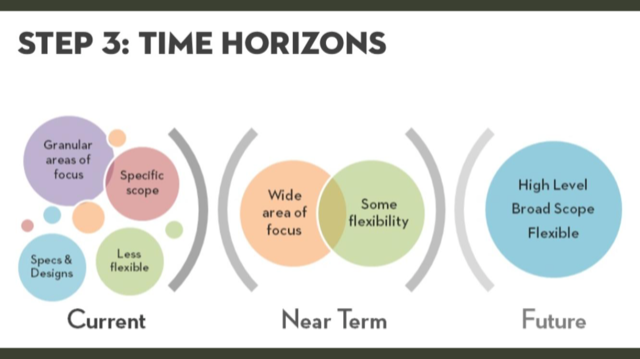 STEP 3: TIME HORIZONS
Granular
areas of
focus
Specific
scope
Specs &
Designs
Less
flexible
Current
Wide
area of
focus
Some
flexibility
Near Term
High Level
Broad Scope
Flexible
Future